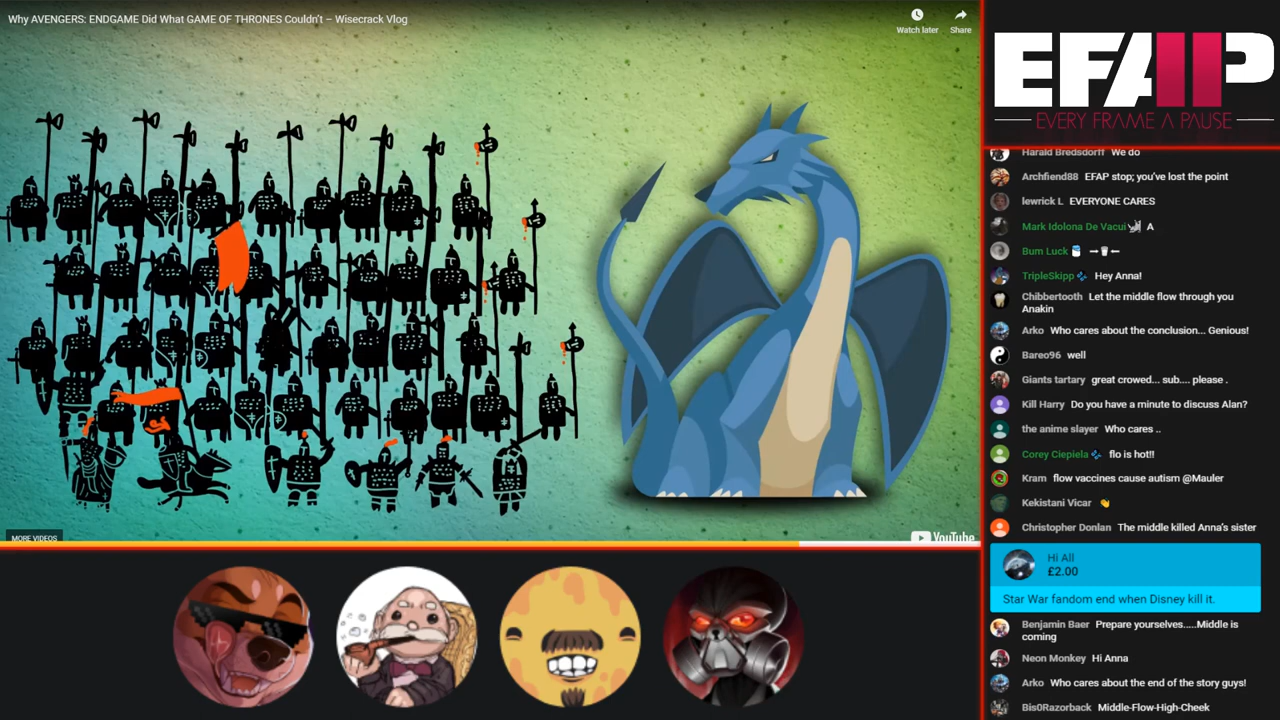 Why AVENGERS: ENDGAME Did What GAME OF THRONES Couldn't – Wisecrack Vlog
Watch later
Share
MORE VIDEOS
YouTube
EFAP
EVERY FRAME A PAUSE
Harald Bredsdorff We do
Archfiend88 EFAP stop; you've lost the point
lewrick L EVERYONE CARES
Mark Idolona De Vacui A
Bum Luck
TripleSkipp Hey Anna!
Chibbertooth Let the middle flow through you
Anakin
Arko Who cares about the conclusion... Genious!
Bareo96 well
Giants tartary great crowed... sub.... please .
Kill Harry Do you have a minute to discuss Alan?
the anime slayer Who cares ..
Corey Ciepiela flo is hot!!
Kram flow vaccines cause autism @Mauler
Kekistani Vicar
Christopher Donlan The middle killed Anna's sister
Hi All
£2.00
Star War fandom end when Disney kill it.
Benjamin Baer Prepare yourselves.....Middle is
coming
Neon Monkey Hi Anna
Arko Who cares about the end of the story guys!
Bis0Razorback Middle-Flow-High-Cheek